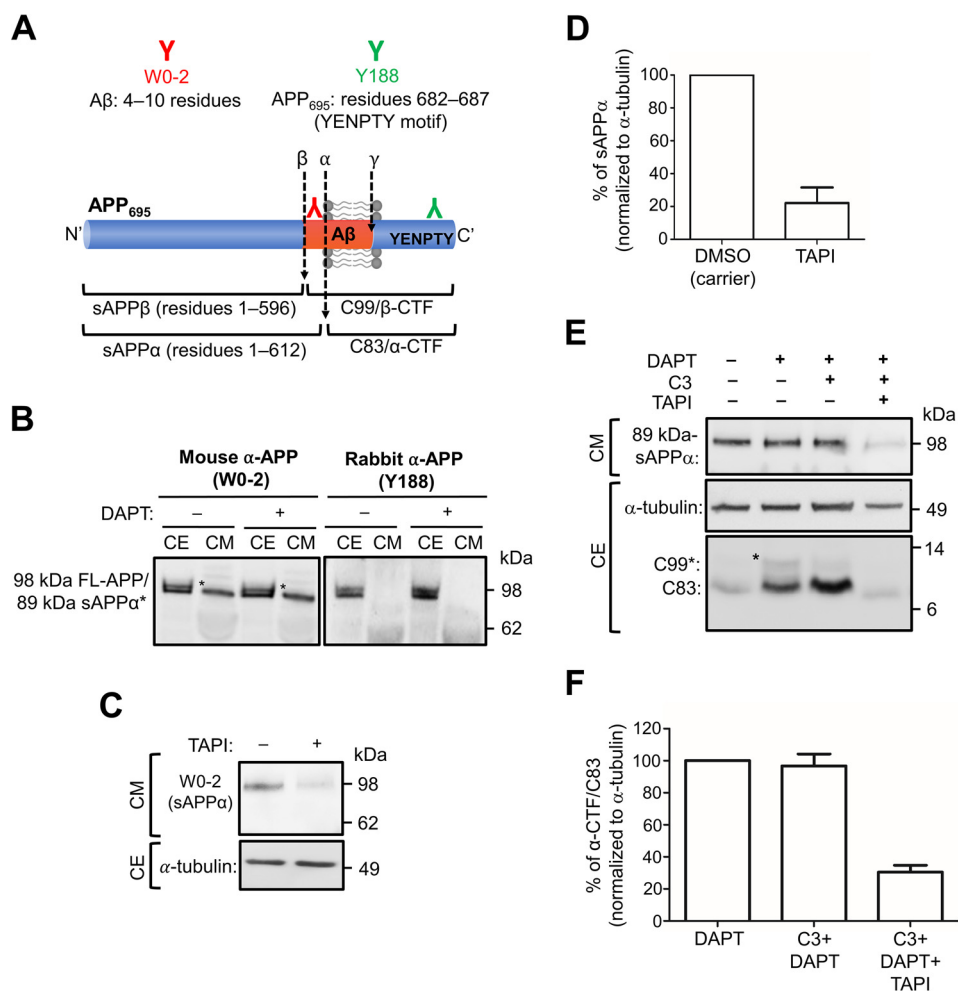 A
W0-2
Aβ: 4–10 residues
Y188
APP695: residues 682–687
(YENPTY motif)
β α γ
APP695
N' Aβ YENPTY C'
sAPPβ (residues 1–596) C99/β-CTF
sAPPα (residues 1–612) C83/α-CTF
B
Mouse α-APP
(W0-2)
Rabbit α-APP
(Y188)
DAPT: – + – +
CE CM CE CM CE CM CE CM
kDa
98 kDa FL-APP/
89 kDa sAPPα*
* *
98
62
C
TAPI: – +
kDa
CM
W0-2
(sAPPα)
98
62
CE
α-tubulin:
49
D
% of sAPPα
(normalized to α-tubulin)
100
80
60
40
20
0
DMSO
(carrier)
TAPI
E
DAPT – + + +
C3 – – + +
TAPI – – – +
kDa
CM
89 kDa-
sAPPα:
98
CE
α-tubulin:
49
14
C99*:
*
C83:
6
F
% of α-CTF/C83
(normalized to α-tubulin)
120
100
80
60
40
20
0
DAPT
C3+
DAPT
C3+
DAPT+
TAPI